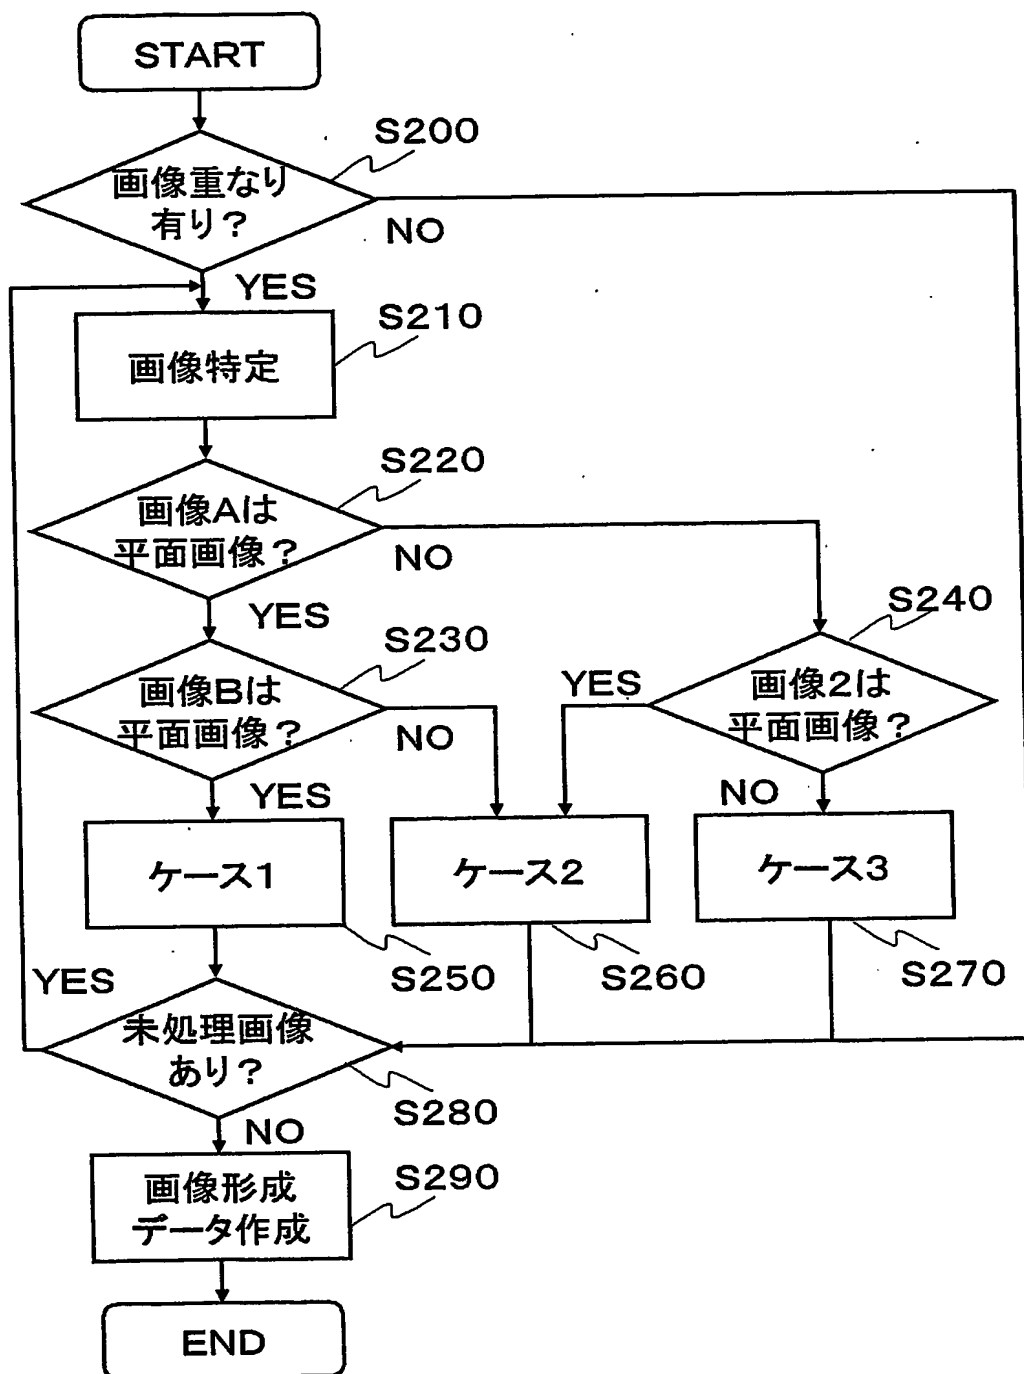 START
S200
画像重なり
有り?
NO
YES
S210
画像特定
S220
画像Aは
平面画像?
NO
YES
S230
画像Bは
平面画像?
NO
YES
S240
画像2は
平面画像?
YES
NO
ケース1
S250
ケース2
S260
ケース3
S270
YES
未処理画像
あり?
S280
NO
画像形成
データ作成
S290
END